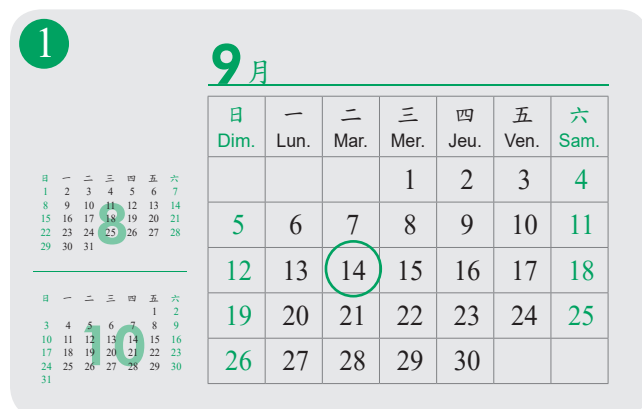 1
9月
日 一 二 三 四 五 六
Dim. Lun. Mar. Mer. Jeu. Ven. Sam.
1 2 3 4
5 6 7 8 9 10 11
12 13 14 15 16 17 18
19 20 21 22 23 24 25
26 27 28 29 30
8
日 一 二 三 四 五 六
1 2 3 4 5 6 7
8 9 10 11 12 13 14
15 16 17 18 19 20 21
22 23 24 25 26 27 28
29 30 31
10
日 一 二 三 四 五 六
1 2
3 4 5 6 7 8 9
10 11 12 13 14 15 16
17 18 19 20 21 22 23
24 25 26 27 28 29 30
31